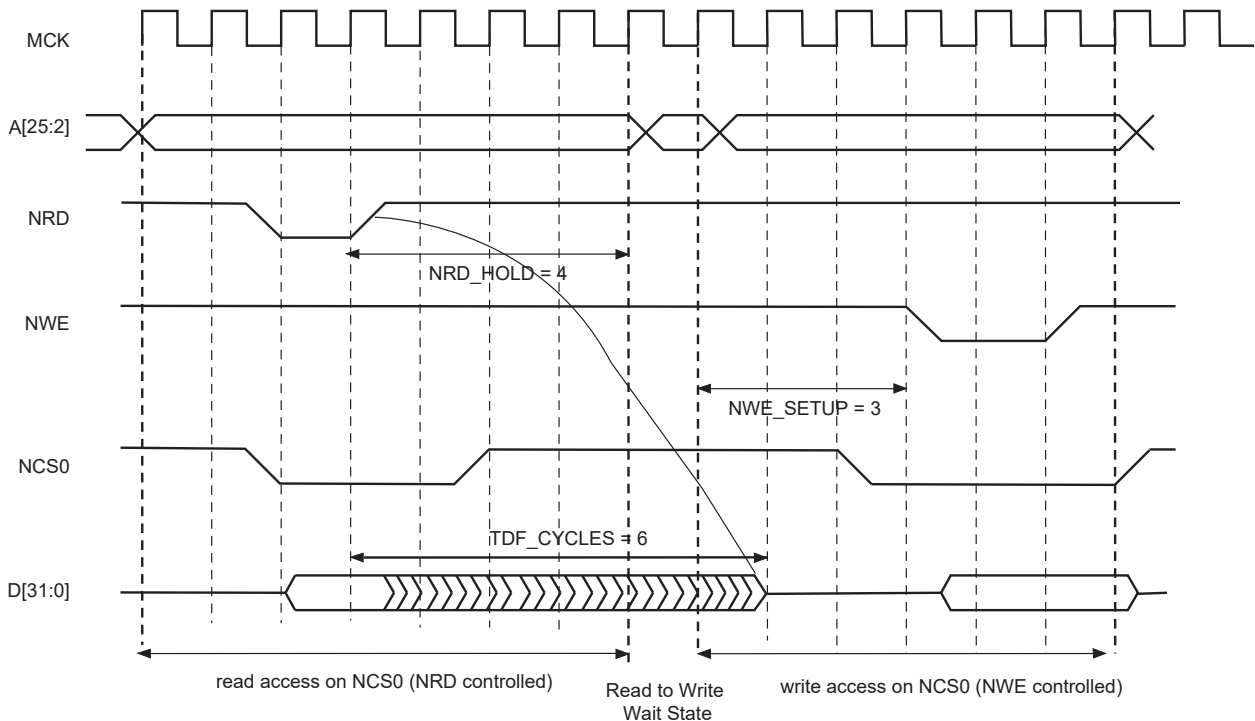 MCK
A[25:2]
NRD
NRD_HOLD = 4
NWE
NWE_SETUP = 3
NCS0
TDF_CYCLES = 6
D[31:0]
read access on NCS0 (NRD controlled)
Read to Write
Wait State
write access on NCS0 (NWE controlled)